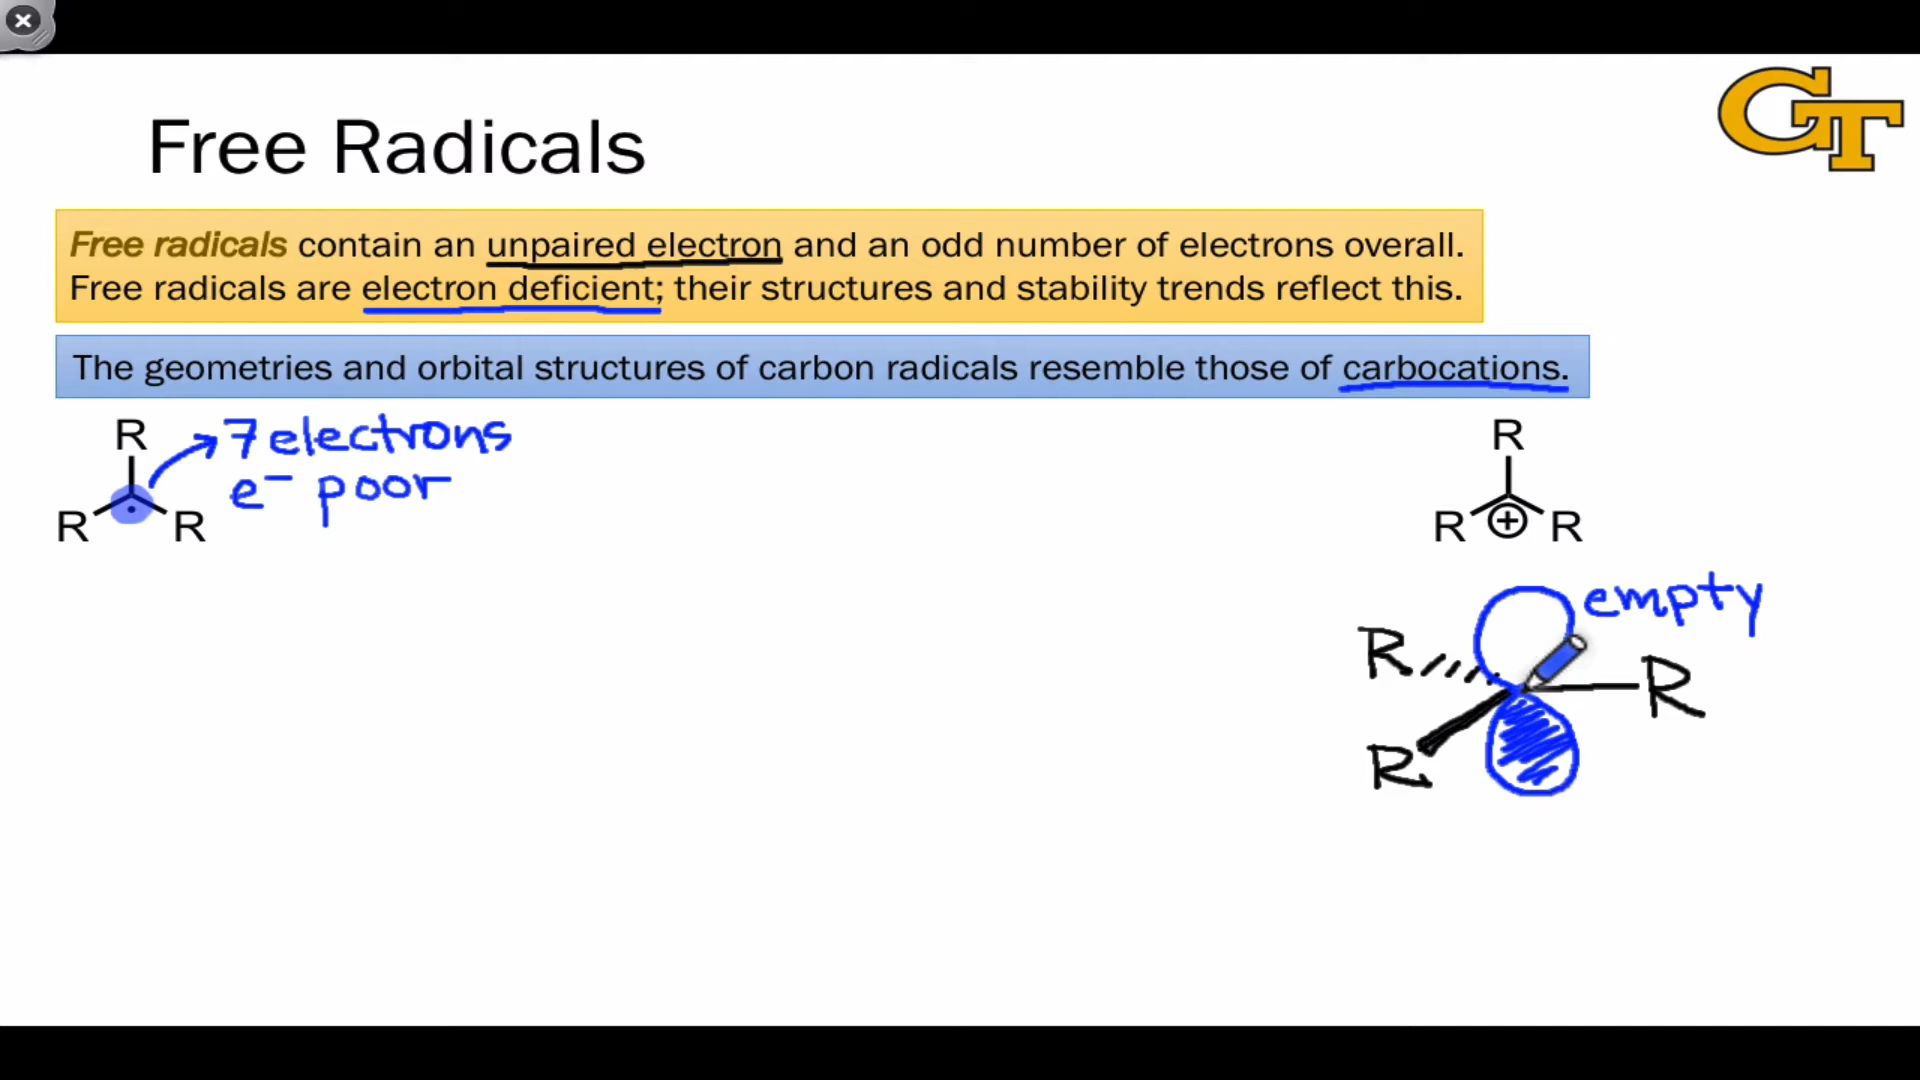 GT
Free Radicals
Free radicals contain an unpaired electron and an odd number of electrons overall.
Free radicals are electron deficient; their structures and stability trends reflect this.
The geometries and orbital structures of carbon radicals resemble those of carbocations.
R
7 electrons
e⁻ poor
R R
R
R + R
empty
R
R
R